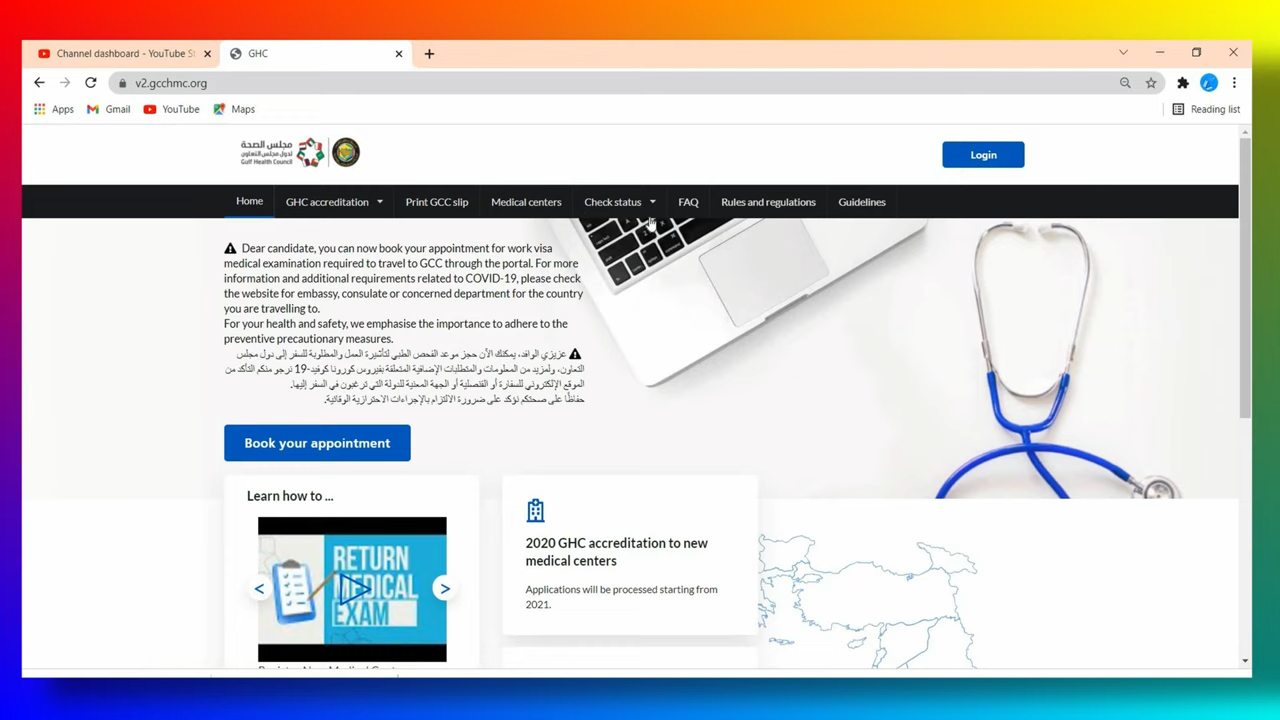 Channel dashboard - YouTube S
GHC
v2.gcchmc.org
Apps
Gmail
YouTube
Maps
Reading list
مجلس الصحة
لدول مجلس التعاون
Gulf Health Council
Login
Home
GHC accreditation
Print GCC slip
Medical centers
Check status
FAQ
Rules and regulations
Guidelines
Dear candidate, you can now book your appointment for work visa
medical examination required to travel to GCC through the portal. For more
information and additional requirements related to COVID-19, please check
the website for embassy, consulate or concerned department for the country
you are travelling to.
For your health and safety, we emphasise the importance to adhere to the
preventive precautionary measures.
عزيزي الوافد، يمكنك الأن حجز موعد الفحص الطبي لتأشيرة العمل والمطلوبة للسفر إلى دول مجلس
التعاون، ولمزيد من المعلومات والمتطلبات الإضافية المتعلقة بفيروس كورونا كوفيد-19 نرجو منكم التأكد من
الموقع الإلكتروني للسفارة أو القنصلية أو الجهة المعنية للدولة التي ترغبون في السفر إليها.
حفاظًا على صحتكم نؤكد على ضرورة الالتزام بالإجراءات الاحترازية الوقائية.
Book your appointment
Learn how to ...
RETURN
MEDICAL
EXAM
2020 GHC accreditation to new
medical centers
Applications will be processed starting from
2021.